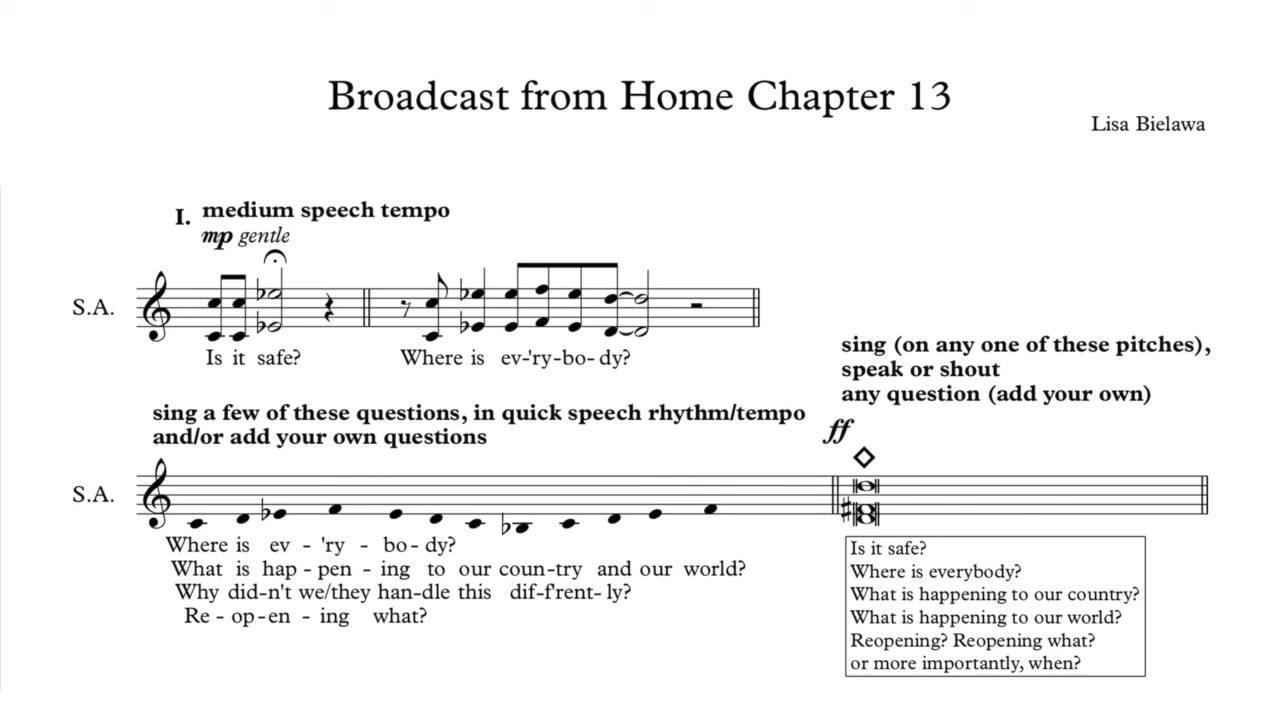 Broadcast from Home Chapter 13
Lisa Bielawa
I. medium speech tempo
mp gentle
S.A.
Is it safe? Where is ev-'ry-bo-dy?
sing (on any one of these pitches),
speak or shout
any question (add your own)
sing a few of these questions, in quick speech rhythm/tempo
and/or add your own questions
ff
S.A.
Where is ev - 'ry - bo - dy?
What is hap - pen - ing to our coun-try and our world?
Why did-n't we/they han-dle this dif-f'rent-ly?
Re - op-en - ing what?
Is it safe?
Where is everybody?
What is happening to our country?
What is happening to our world?
Reopening? Reopening what?
or more importantly, when?